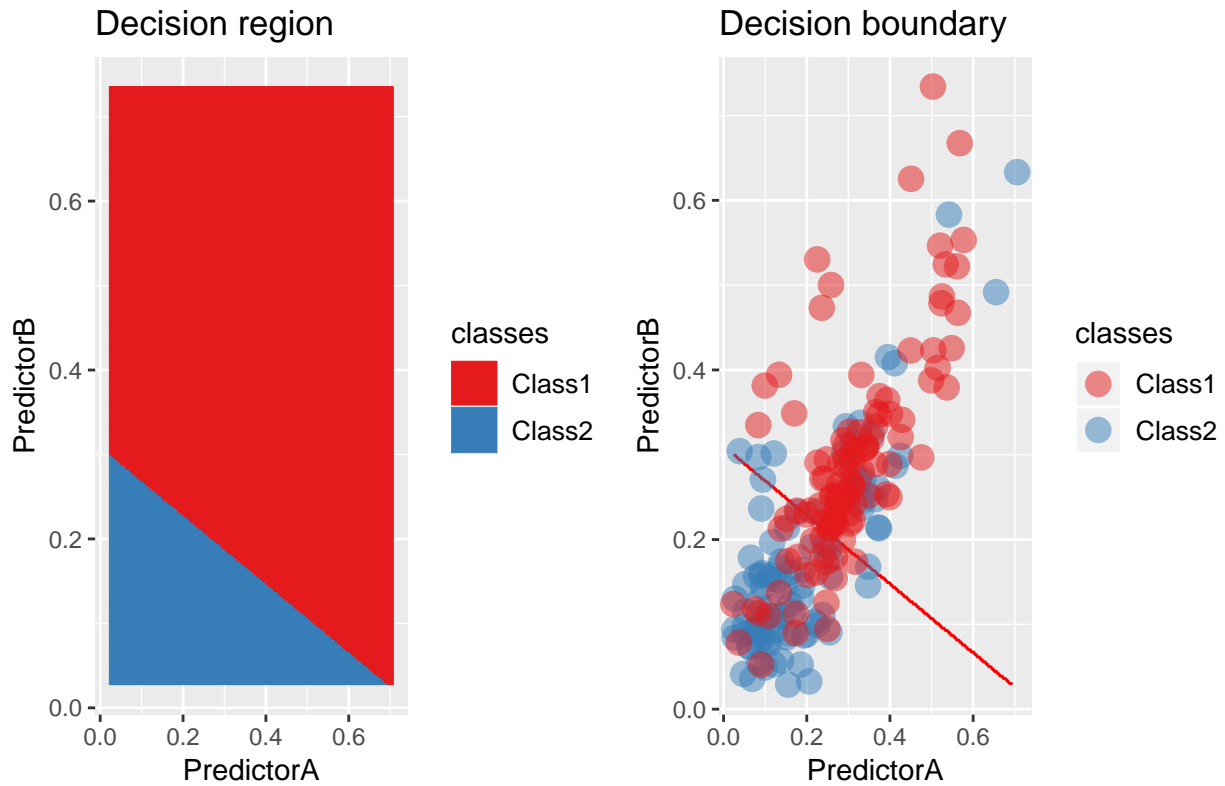 Decision region
PredictorB
0.6
0.4
0.2
0.0
0.0 0.2 0.4 0.6
PredictorA
classes
Class1
Class2
Decision boundary
PredictorB
0.6
0.4
0.2
0.0
0.0 0.2 0.4 0.6
PredictorA
classes
Class1
Class2